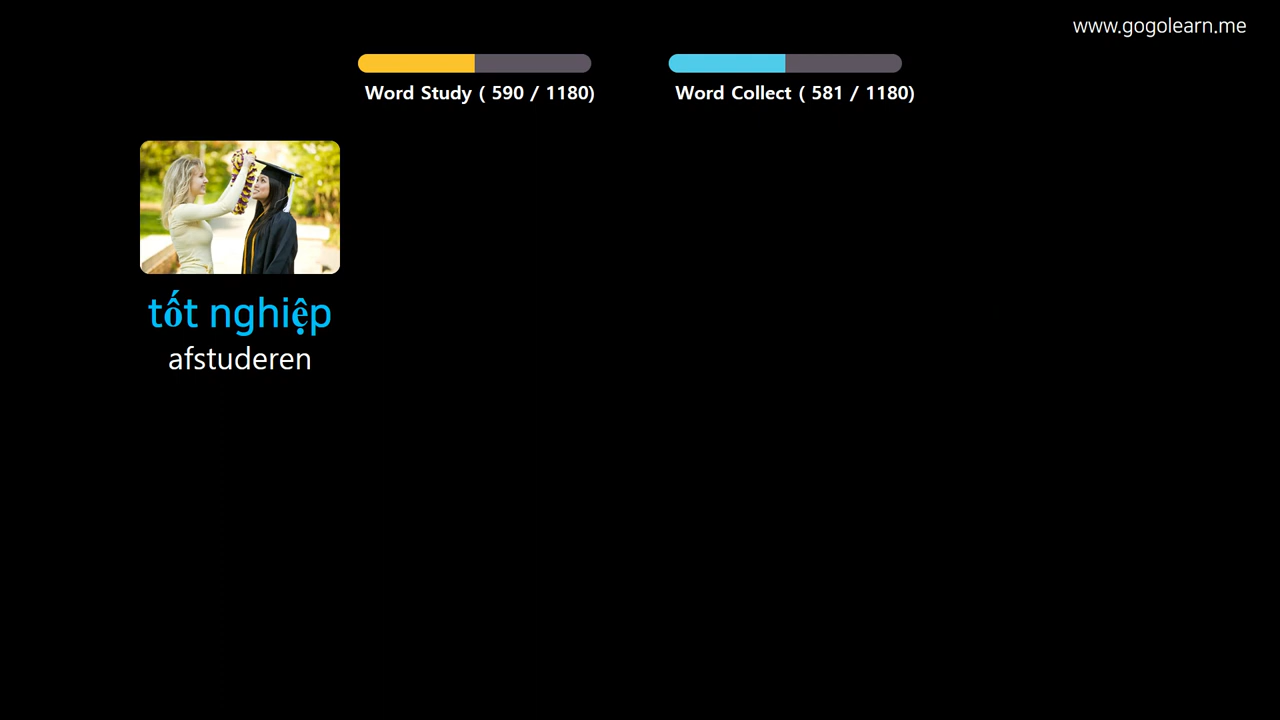 www.gogolearn.me
Word Study ( 590 / 1180)
Word Collect ( 581 / 1180)
tốt nghiệp
afstuderen